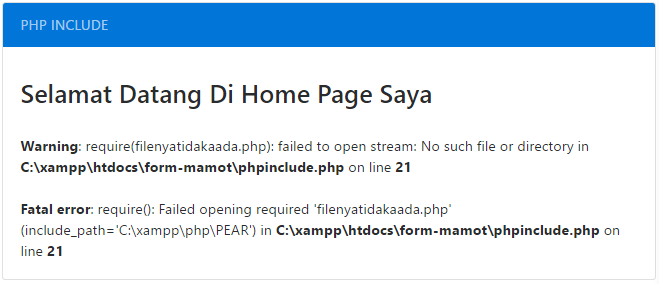 PHP INCLUDE
Selamat Datang Di Home Page Saya
Warning: require(filenyatidakaada.php): failed to open stream: No such file or directory in
C:\xampp\htdocs\form-mamot\phpinclude.php on line 21
Fatal error: require(): Failed opening required 'filenyatidakaada.php'
(include_path='C:\xampp\php\PEAR') in C:\xampp\htdocs\form-mamot\phpinclude.php on
line 21